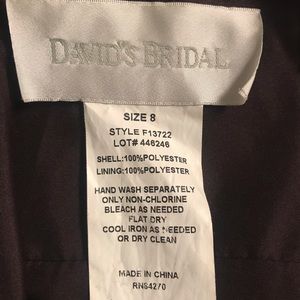 DAVID'S BRIDAL
SIZE 8
STYLE F13722
LOT# 446246
SHELL:100%POLYESTER
LINING:100%POLYESTER
HAND WASH SEPARATELY
ONLY NON-CHLORINE
BLEACH AS NEEDED
FLAT DRY
COOL IRON AS NEEDED
OR DRY CLEAN
MADE IN CHINA
RN94270